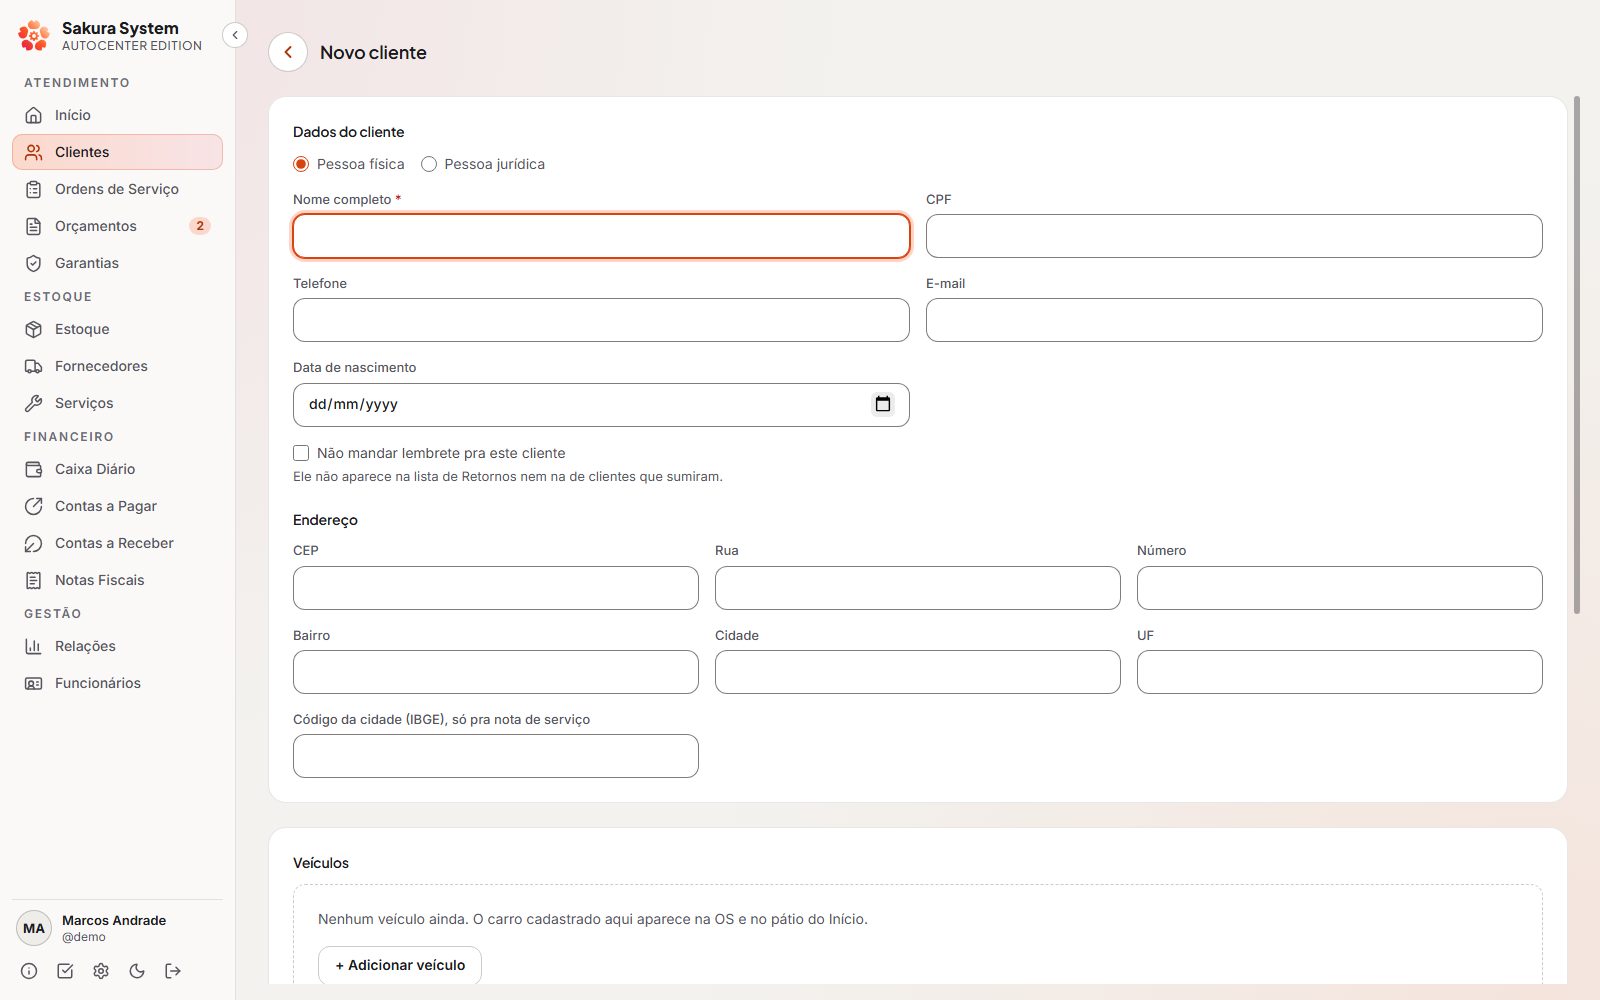 Sakura System
AUTOCENTER EDITION
ATENDIMENTO
Início
Clientes
Ordens de Serviço
Orçamentos 2
Garantias
ESTOQUE
Estoque
Fornecedores
Serviços
FINANCEIRO
Caixa Diário
Contas a Pagar
Contas a Receber
Notas Fiscais
GESTÃO
Relações
Funcionários
MA
Marcos Andrade
@demo
Novo cliente
Dados do cliente
Pessoa física Pessoa jurídica
Nome completo * CPF
Telefone E-mail
Data de nascimento
dd/mm/yyyy
Não mandar lembrete pra este cliente
Ele não aparece na lista de Retornos nem na de clientes que sumiram.
Endereço
CEP Rua Número
Bairro Cidade UF
Código da cidade (IBGE), só pra nota de serviço
Veículos
Nenhum veículo ainda. O carro cadastrado aqui aparece na OS e no pátio do Início.
+ Adicionar veículo